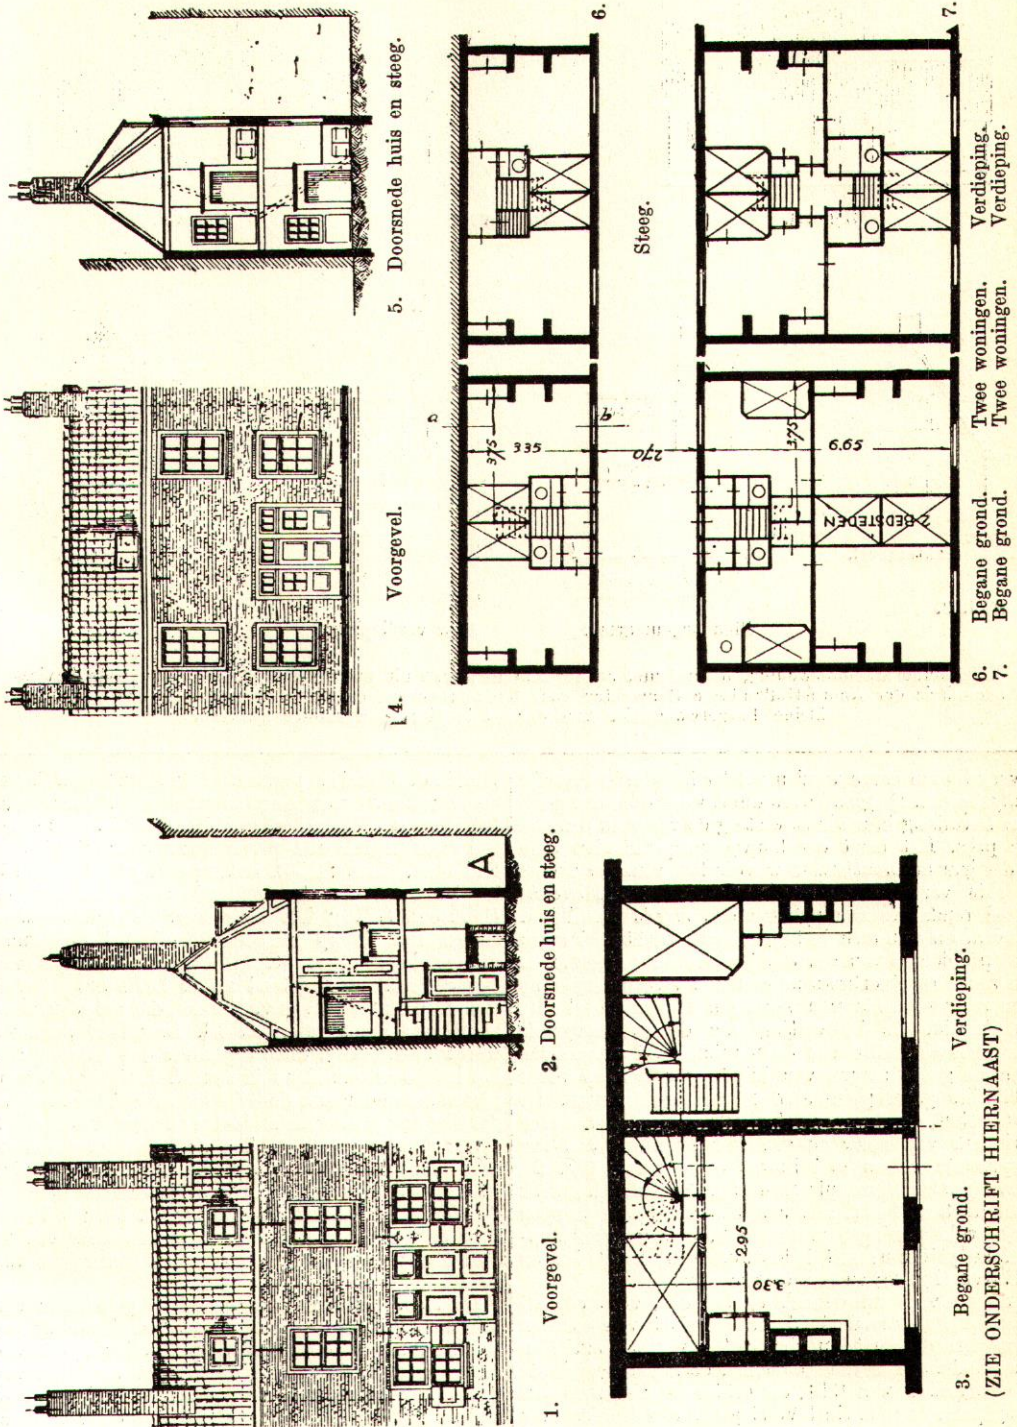 1. Voorgevel.
2. Doorsnede huis en steeg.
A
3. Begane grond. Verdieping.
(ZIE ONDERSCHRIFT HIERNAAST)
2.95
3.30
4. Voorgevel.
5. Doorsnede huis en steeg.
6.
a
3.75
3.35
b
Steeg.
270
7.
3.75
6.65
2 BEDSTEDEN
6. Begane grond. Twee woningen. Verdieping.
7. Begane grond. Twee woningen. Verdieping.